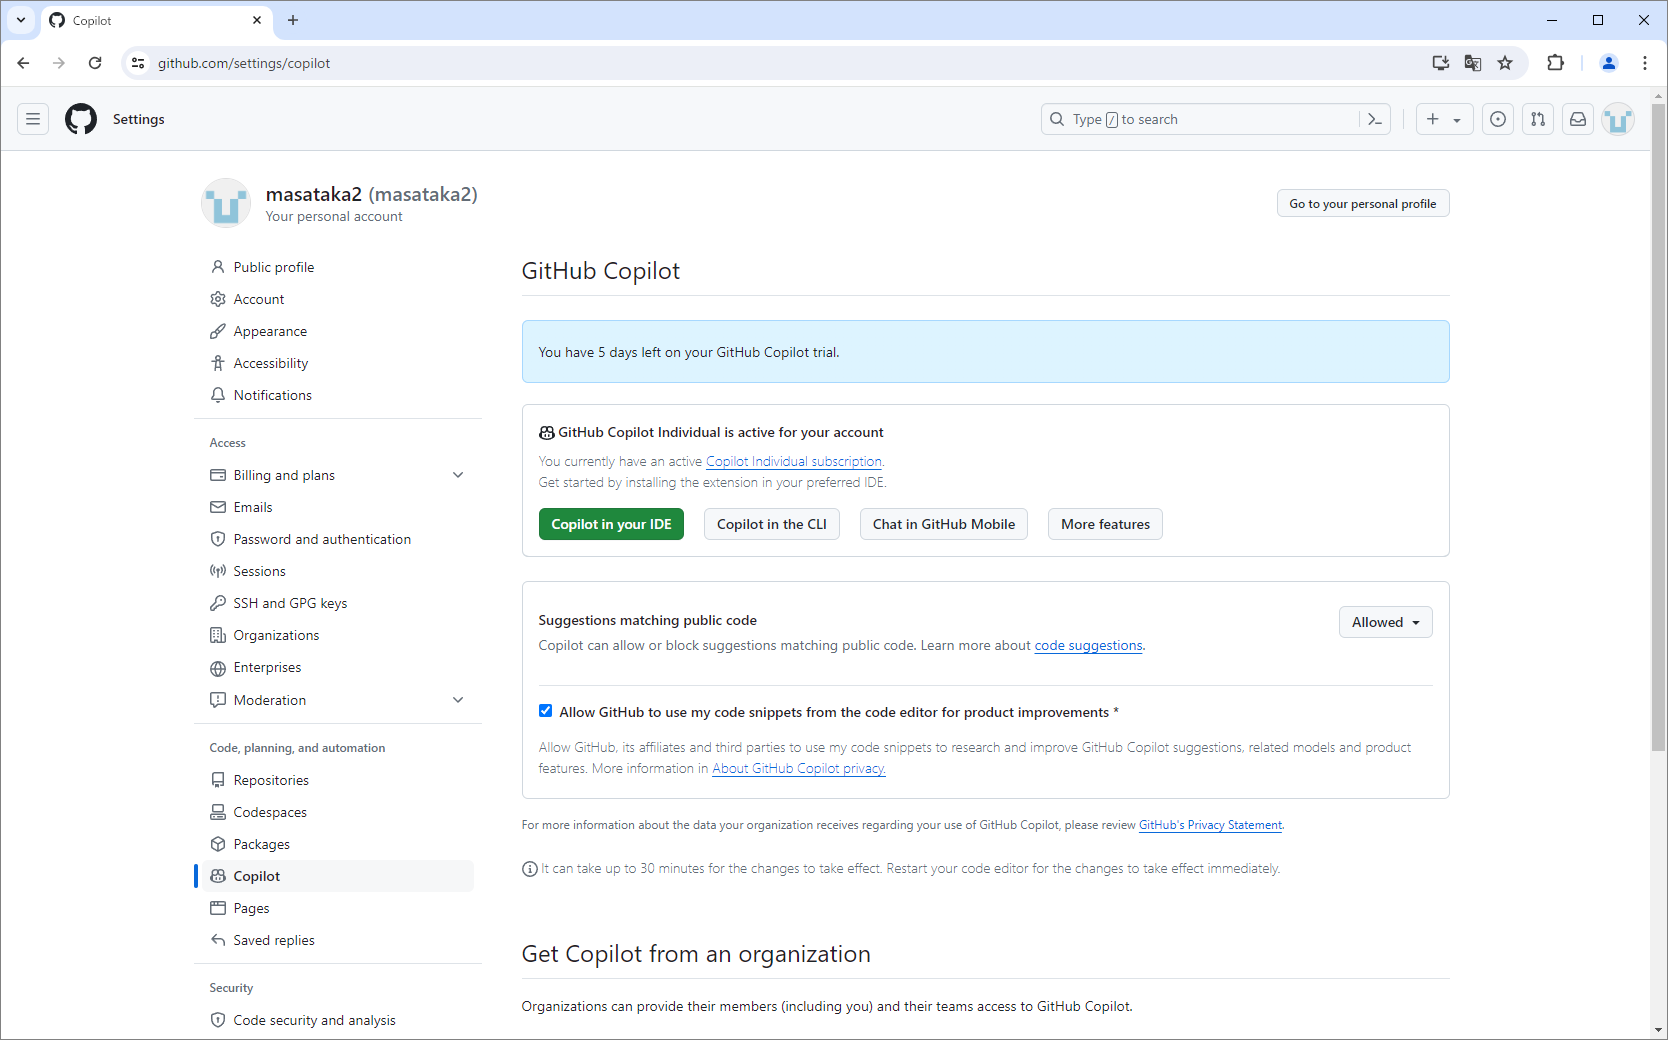 Copilot
github.com/settings/copilot
Settings
Type / to search
masataka2 (masataka2)
Your personal account
Go to your personal profile
Public profile
Account
Appearance
Accessibility
Notifications
Access
Billing and plans
Emails
Password and authentication
Sessions
SSH and GPG keys
Organizations
Enterprises
Moderation
Code, planning, and automation
Repositories
Codespaces
Packages
Copilot
Pages
Saved replies
Security
Code security and analysis
GitHub Copilot
You have 5 days left on your GitHub Copilot trial.
GitHub Copilot Individual is active for your account
You currently have an active Copilot Individual subscription.
Get started by installing the extension in your preferred IDE.
Copilot in your IDE
Copilot in the CLI
Chat in GitHub Mobile
More features
Suggestions matching public code
Allowed
Copilot can allow or block suggestions matching public code. Learn more about code suggestions.
Allow GitHub to use my code snippets from the code editor for product improvements *
Allow GitHub, its affiliates and third parties to use my code snippets to research and improve GitHub Copilot suggestions, related models and product
features. More information in About GitHub Copilot privacy.
For more information about the data your organization receives regarding your use of GitHub Copilot, please review GitHub's Privacy Statement.
It can take up to 30 minutes for the changes to take effect. Restart your code editor for the changes to take effect immediately.
Get Copilot from an organization
Organizations can provide their members (including you) and their teams access to GitHub Copilot.